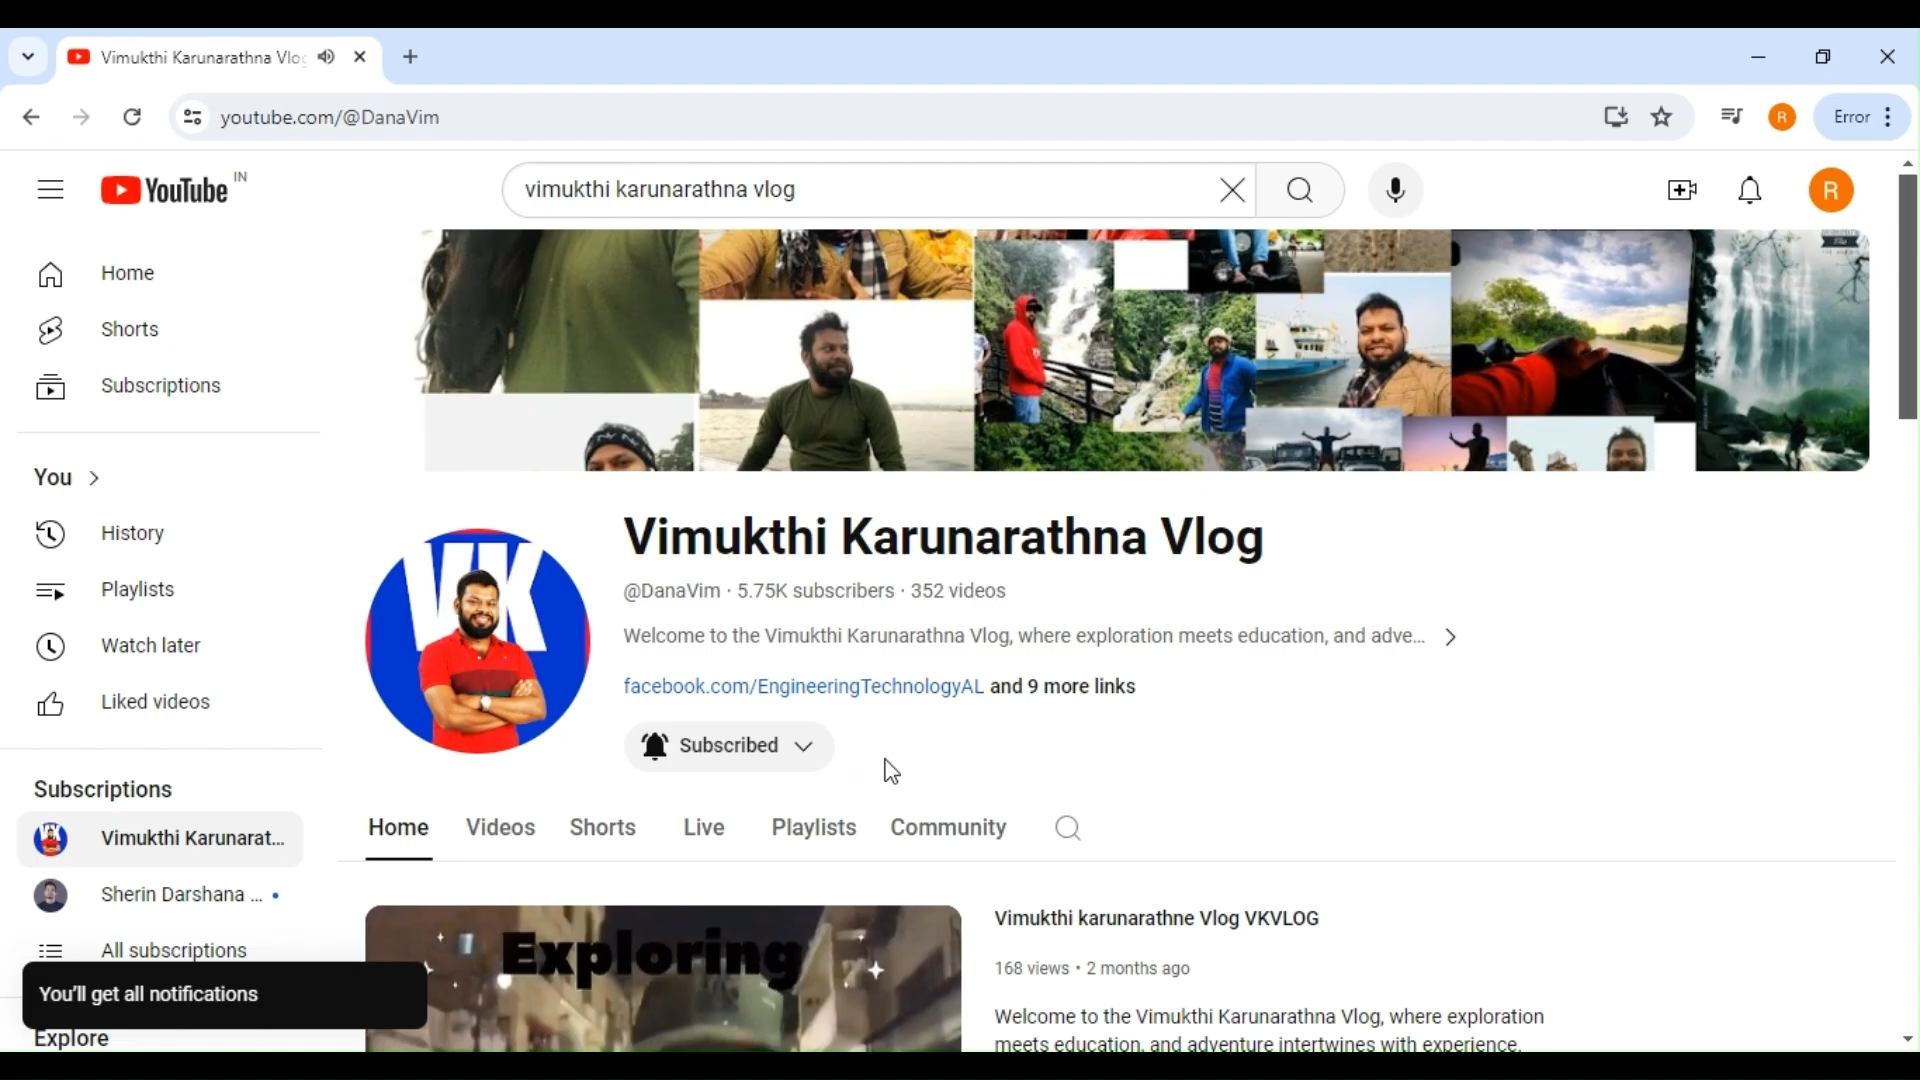 Vimukthi Karunarathna Vlog
youtube.com/@DanaVim
R
Error
YouTube IN
vimukthi karunarathna vlog
R
Home
Shorts
Subscriptions
You
History
Playlists
Watch later
Liked videos
Subscriptions
Vimukthi Karunarat...
Sherin Darshana ...
All subscriptions
You'll get all notifications
Explore
VK
Vimukthi Karunarathna Vlog
@DanaVim · 5.75K subscribers · 352 videos
Welcome to the Vimukthi Karunarathna Vlog, where exploration meets education, and adve...
facebook.com/EngineeringTechnologyAL and 9 more links
Subscribed
Home Videos Shorts Live Playlists Community
Exploring
Vimukthi karunarathne Vlog VKVLOG
168 views • 2 months ago
Welcome to the Vimukthi Karunarathna Vlog, where exploration
meets education, and adventure intertwines with experience.